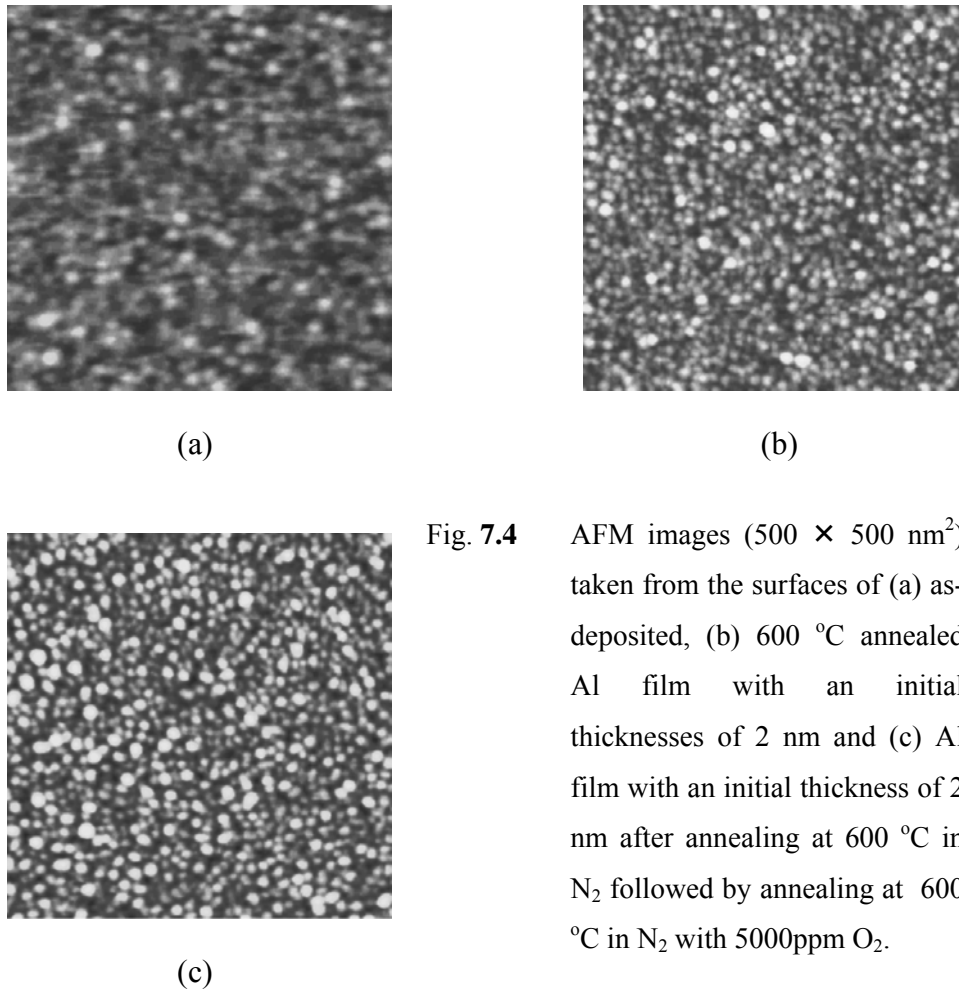 (a)
(b)
Fig. 7.4 AFM images (500 × 500 nm²)
taken from the surfaces of (a) as-
deposited, (b) 600 °C annealed
Al film with an initial
thicknesses of 2 nm and (c) Al
film with an initial thickness of 2
nm after annealing at 600 °C in
N₂ followed by annealing at 600
°C in N₂ with 5000ppm O₂.
(c)